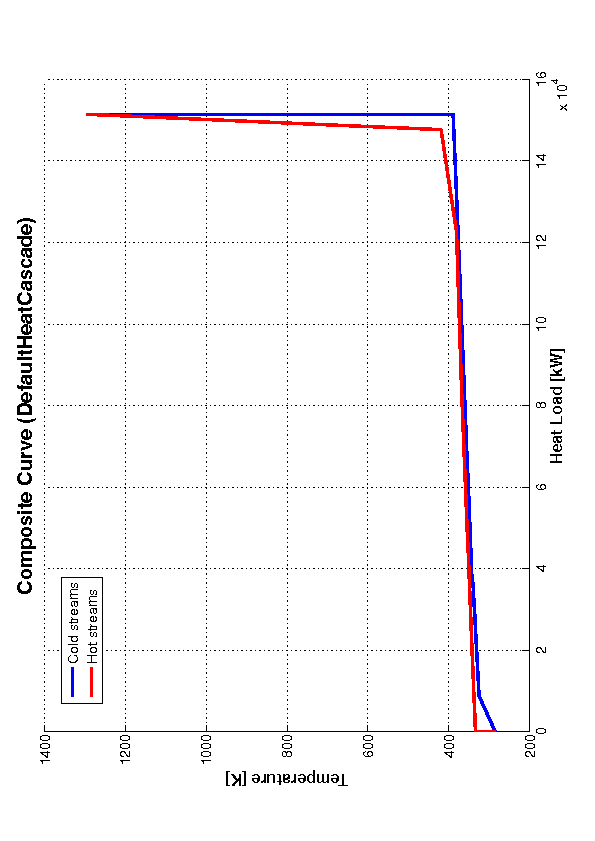 Composite Curve (DefaultHeatCascade)
Cold streams
Hot streams
1400
1200
1000
800
600
400
200
Temperature [K]
0
2
4
6
8
10
12
14
16
x 10^4
Heat Load [kW]